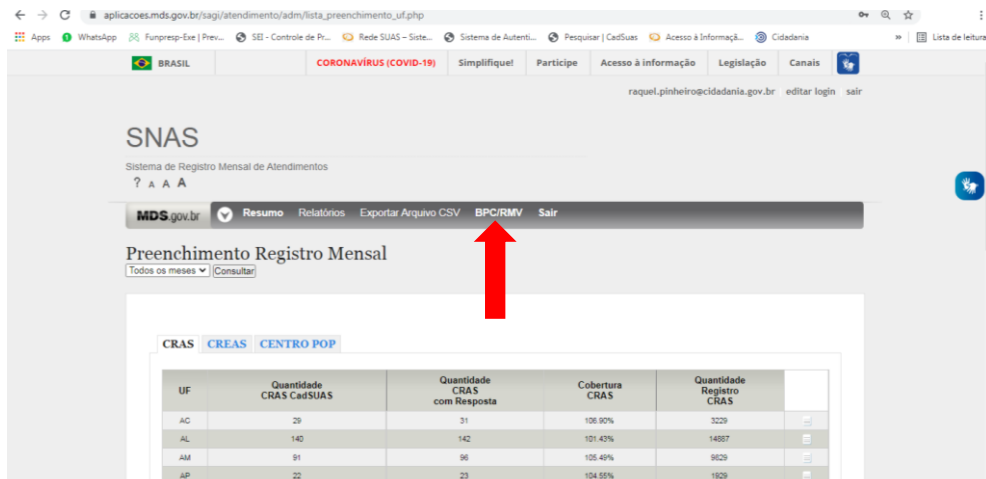 aplicacoes.mds.gov.br/sagi/atendimento/adm/lista_preenchimento_uf.php
Apps WhatsApp Funpresp-Exe | Prev... SEI - Controle de Pr... Rede SUAS – Siste... Sistema de Autenti... Pesquisar | CadSuas Acesso à Informaçã... Cidadania » Lista de leitura
BRASIL CORONAVÍRUS (COVID-19) Simplifique! Participe Acesso à informação Legislação Canais
raquel.pinheiro@cidadania.gov.br editar login sair
SNAS
Sistema de Registro Mensal de Atendimentos
? A A A
MDS.gov.br Resumo Relatórios Exportar Arquivo CSV BPC/RMV Sair
Preenchimento Registro Mensal
Todos os meses Consultar
CRAS CREAS CENTRO POP
UF Quantidade CRAS CadSUAS Quantidade CRAS com Resposta Cobertura CRAS Quantidade Registro CRAS
AC 29 31 106.90% 3229
AL 140 142 101.43% 14887
AM 91 96 105.49% 9829
AP 22 23 104.55% 1929